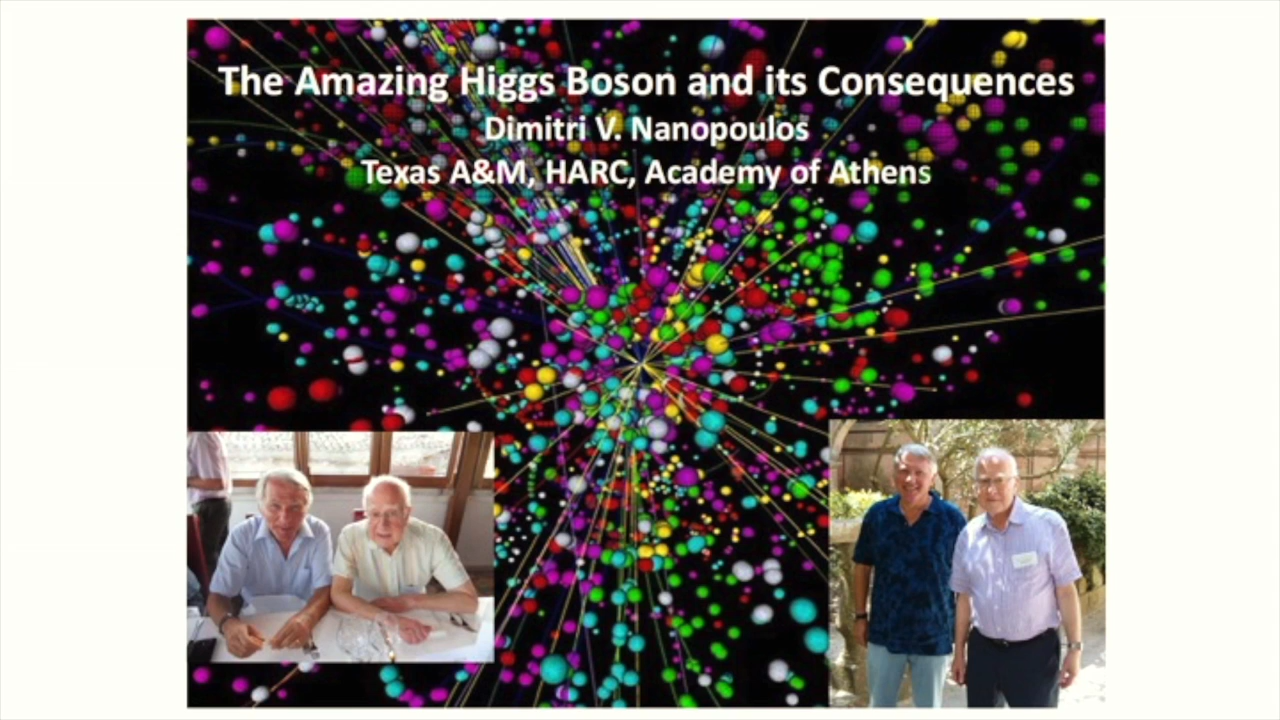 The Amazing Higgs Boson and its Consequences
Dimitri V. Nanopoulos
Texas A&M, HARC, Academy of Athens